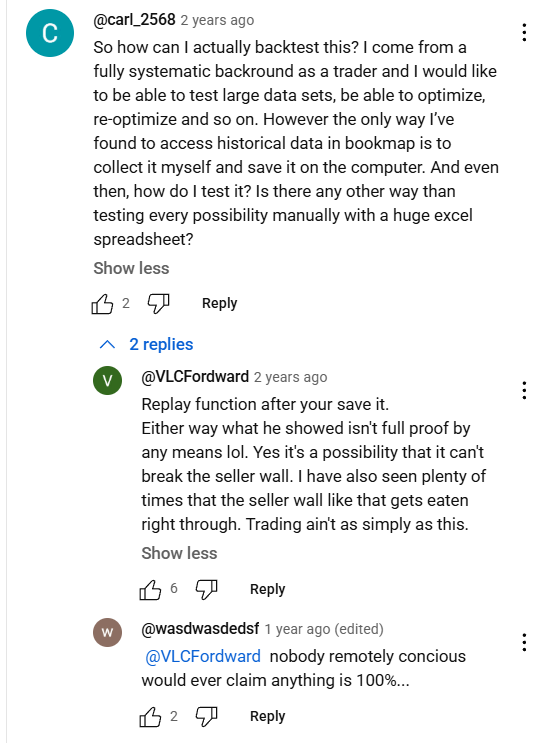 C
@carl_2568 2 years ago
So how can I actually backtest this? I come from a
fully systematic backround as a trader and I would like
to be able to test large data sets, be able to optimize,
re-optimize and so on. However the only way I've
found to access historical data in bookmap is to
collect it myself and save it on the computer. And even
then, how do I test it? Is there any other way than
testing every possibility manually with a huge excel
spreadsheet?
Show less
2 Reply
2 replies
V
@VLCFordward 2 years ago
Replay function after your save it.
Either way what he showed isn't full proof by
any means lol. Yes it's a possibility that it can't
break the seller wall. I have also seen plenty of
times that the seller wall like that gets eaten
right through. Trading ain't as simply as this.
Show less
6 Reply
w
@wasdwasdedsf 1 year ago (edited)
@VLCFordward nobody remotely concious
would ever claim anything is 100%...
2 Reply